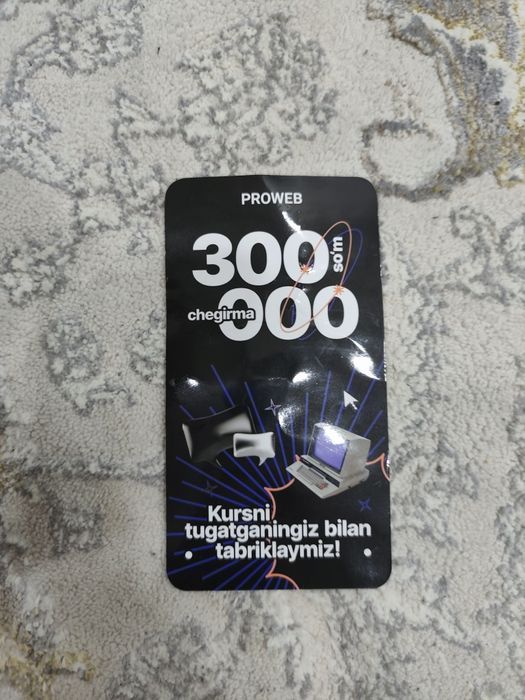 PROWEB
300
so'm
chegirma 000
Kursni
tugatganingiz bilan
tabriklaymiz!